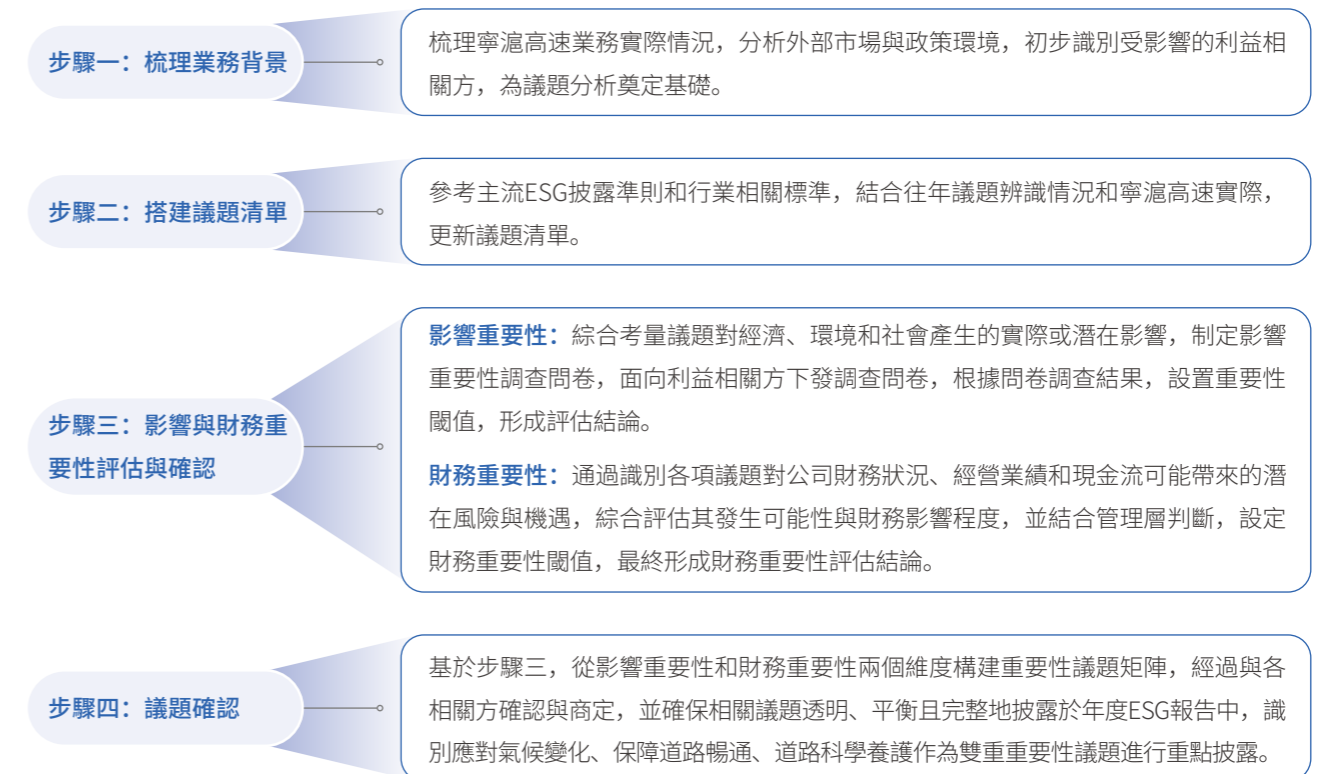 步驟一：梳理業務背景
梳理寧滬高速業務實際情況，分析外部市場與政策環境，初步識別受影響的利益相
關方，為議題分析奠定基礎。
步驟二：搭建議題清單
參考主流ESG披露準則和行業相關標準，結合往年議題辨識情況和寧滬高速實際，
更新議題清單。
步驟三：影響與財務重
要性評估與確認
影響重要性：綜合考量議題對經濟、環境和社會產生的實際或潛在影響，制定影響
重要性調查問卷，面向利益相關方下發調查問卷，根據問卷調查結果，設置重要性
閾值，形成評估結論。
財務重要性：通過識別各項議題對公司財務狀況、經營業績和現金流可能帶來的潛
在風險與機遇，綜合評估其發生可能性與財務影響程度，並結合管理層判斷，設定
財務重要性閾值，最終形成財務重要性評估結論。
步驟四：議題確認
基於步驟三，從影響重要性和財務重要性兩個維度構建重要性議題矩陣，經過與各
相關方確認與商定，並確保相關議題透明、平衡且完整地披露於年度ESG報告中，識
別應對氣候變化、保障道路暢通、道路科學養護作為雙重重要性議題進行重點披露。